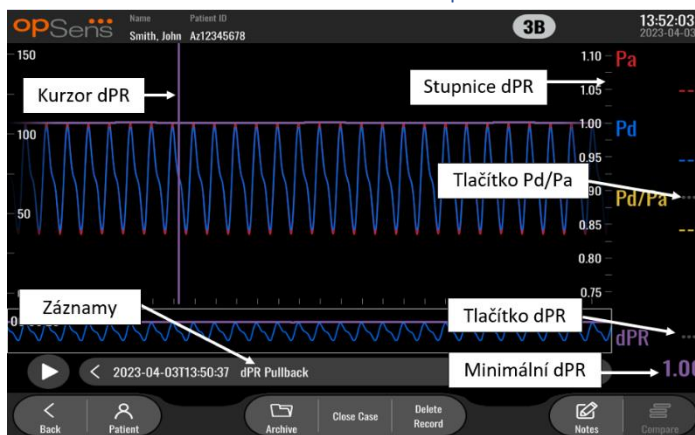 opSens
Name
Patient ID
Smith, John
Az12345678
3B
13:52:03
2023-04-03
150
1.10
Pa
Kurzor dPR
Stupnice dPR
1.05
--
100
1.00
Pd
0.95
--
Tlačítko Pd/Pa
90
Pd/Pa
50
0.85
--
0.80
0.75
Záznamy
Tlačítko dPR
dPR
2023-04-03T13:50:37 dPR Pullback
Minimální dPR
1.00
Back
Patient
Archive
Close Case
Delete
Record
Notes
Compare